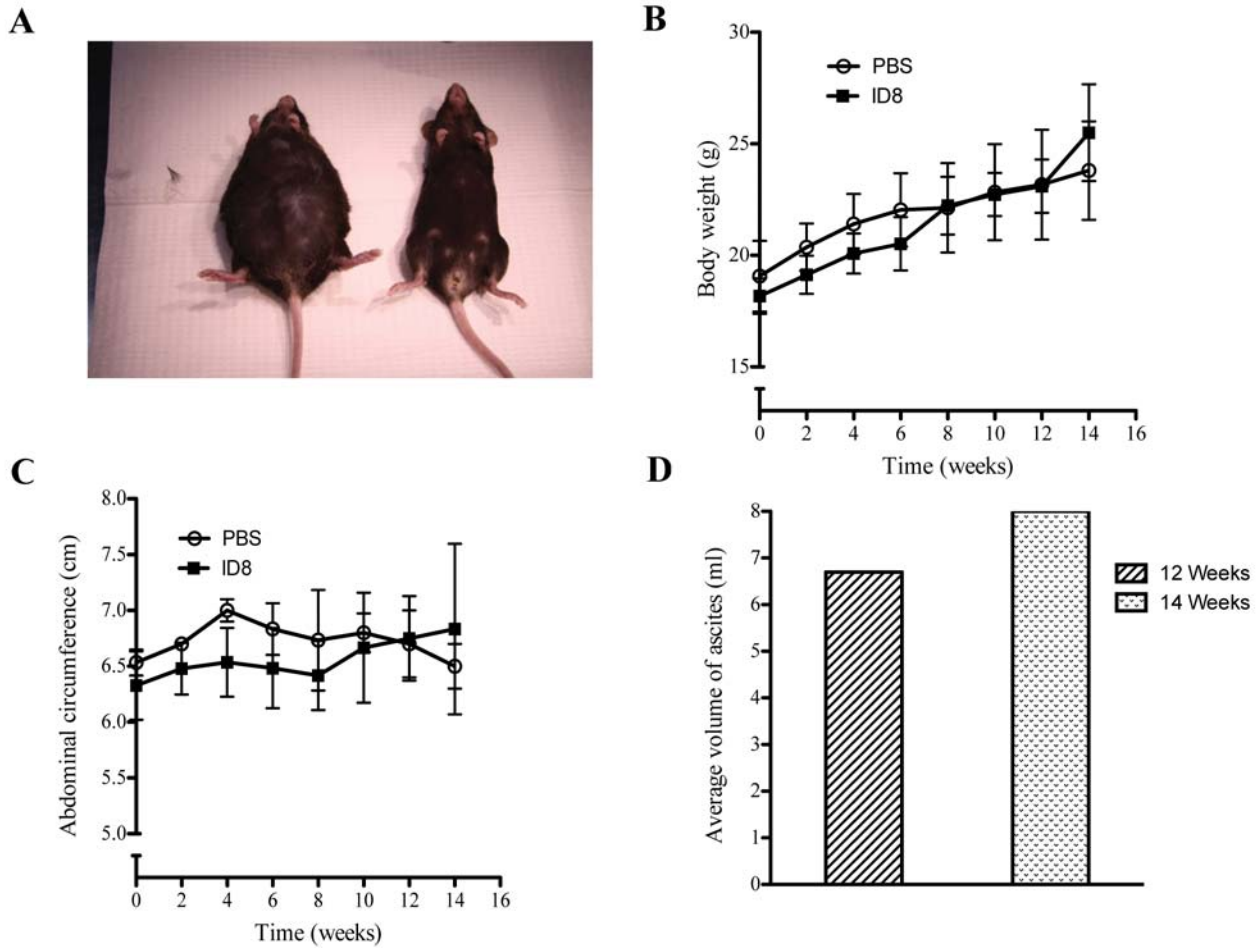 A
B
30
25
20
15
Body weight (g)
PBS
ID8
0 2 4 6 8 10 12 14 16
Time (weeks)
C
8.0
7.5
7.0
6.5
6.0
5.5
5.0
Abdominal circumference (cm)
PBS
ID8
0 2 4 6 8 10 12 14 16
Time (weeks)
D
8
7
6
5
4
3
2
1
0
Average volume of ascites (ml)
12 Weeks
14 Weeks